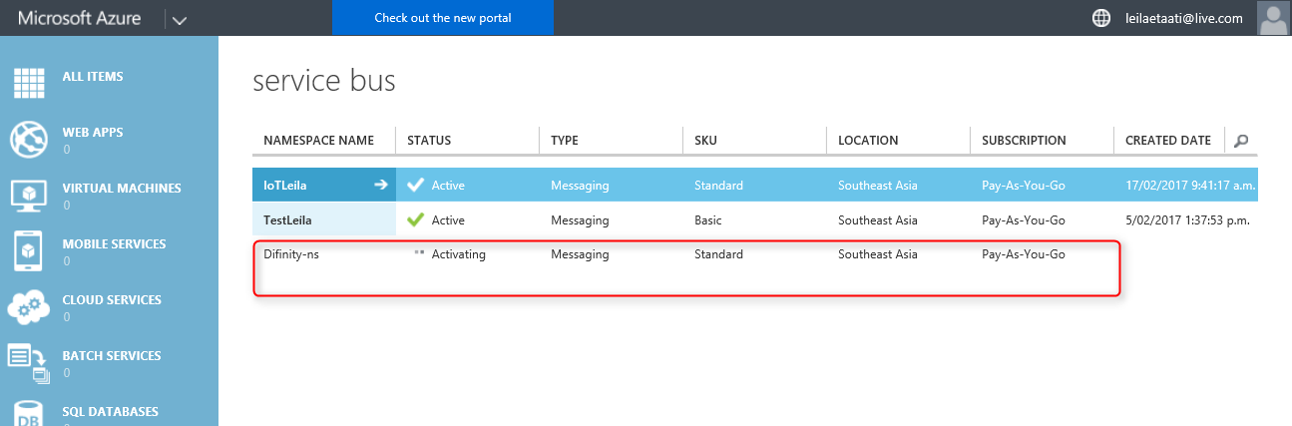 Microsoft Azure Check out the new portal leilaetaati@live.com
ALL ITEMS
WEB APPS
0
VIRTUAL MACHINES
0
MOBILE SERVICES
0
CLOUD SERVICES
0
BATCH SERVICES
0
SQL DATABASES
DB
service bus
NAMESPACE NAME STATUS TYPE SKU LOCATION SUBSCRIPTION CREATED DATE
IoTLeila Active Messaging Standard Southeast Asia Pay-As-You-Go 17/02/2017 9:41:17 a.m.
TestLeila Active Messaging Basic Southeast Asia Pay-As-You-Go 5/02/2017 1:37:53 p.m.
Difinity-ns Activating Messaging Standard Southeast Asia Pay-As-You-Go